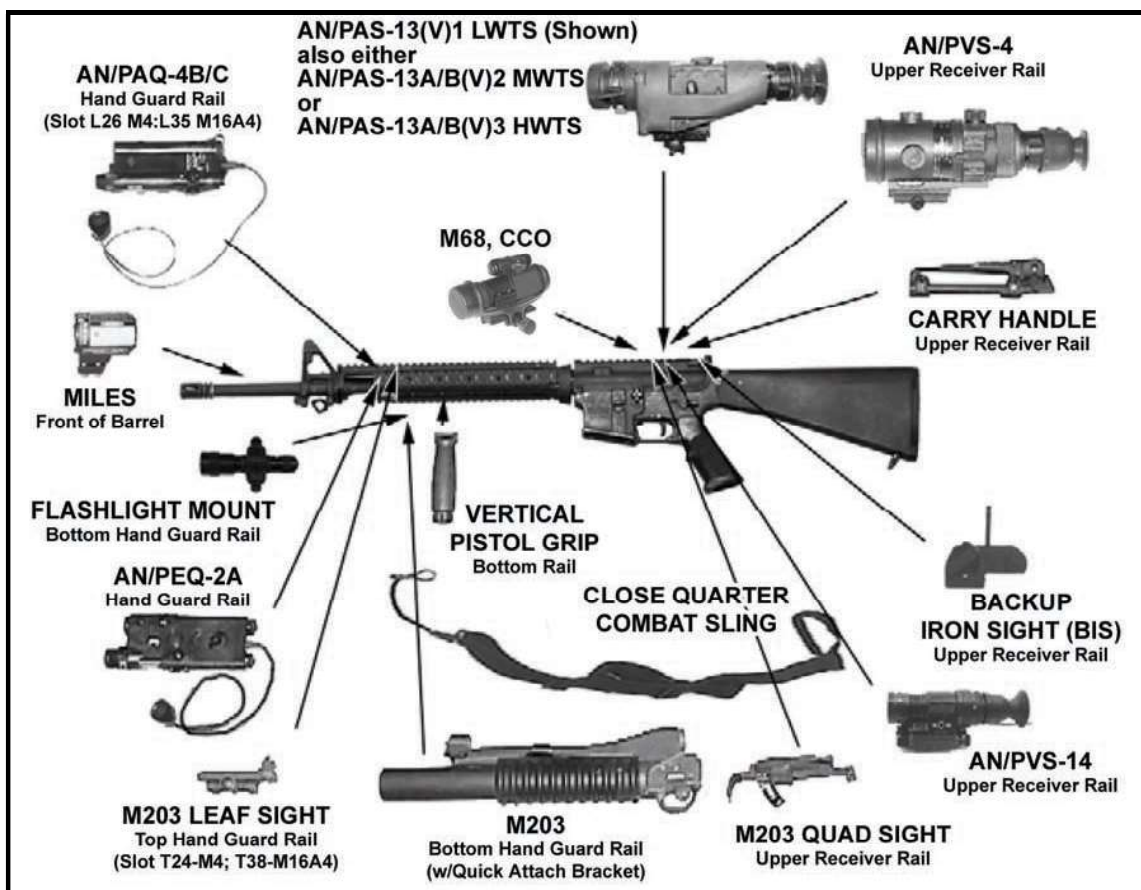 AN/PAS-13(V)1 LWTS (Shown)
also either
AN/PAS-13A/B(V)2 MWTS
or
AN/PAS-13A/B(V)3 HWTS
AN/PAQ-4B/C
Hand Guard Rail
(Slot L26 M4:L35 M16A4)
AN/PVS-4
Upper Receiver Rail
M68, CCO
CARRY HANDLE
Upper Receiver Rail
MILES
Front of Barrel
FLASHLIGHT MOUNT
Bottom Hand Guard Rail
VERTICAL
PISTOL GRIP
Bottom Rail
AN/PEQ-2A
Hand Guard Rail
CLOSE QUARTER
COMBAT SLING
BACKUP
IRON SIGHT (BIS)
Upper Receiver Rail
AN/PVS-14
Upper Receiver Rail
M203 LEAF SIGHT
Top Hand Guard Rail
(Slot T24-M4; T38-M16A4)
M203
Bottom Hand Guard Rail
(w/Quick Attach Bracket)
M203 QUAD SIGHT
Upper Receiver Rail